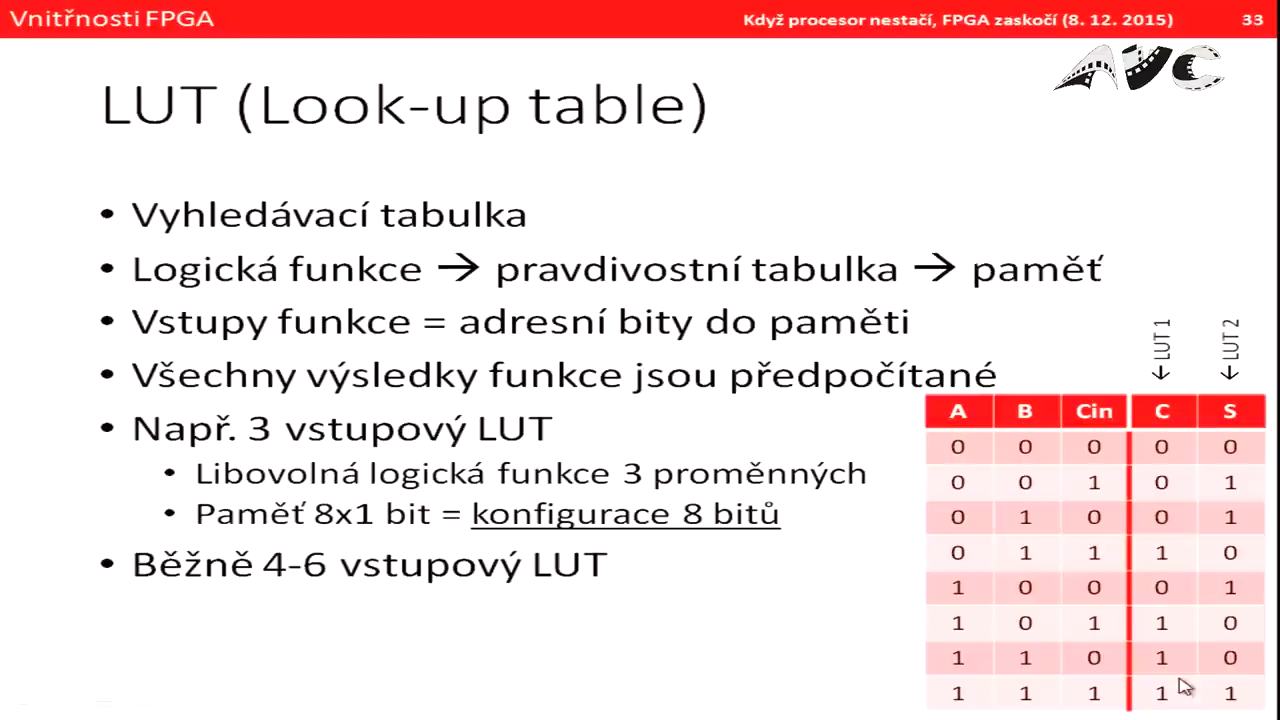 Vnitřnosti FPGA
Když procesor nestačí, FPGA zaskočí (8. 12. 2015)
33
AVC
LUT (Look-up table)
• Vyhledávací tabulka
• Logická funkce → pravdivostní tabulka → paměť
• Vstupy funkce = adresní bity do paměti
• Všechny výsledky funkce jsou předpočítané
• Např. 3 vstupový LUT
• Libovolná logická funkce 3 proměnných
• Paměť 8x1 bit = konfigurace 8 bitů
• Běžně 4-6 vstupový LUT
← LUT 1
← LUT 2
A B Cin C S
0 0 0 0 0
0 0 1 0 1
0 1 0 0 1
0 1 1 1 0
1 0 0 0 1
1 0 1 1 0
1 1 0 1 0
1 1 1 1 1